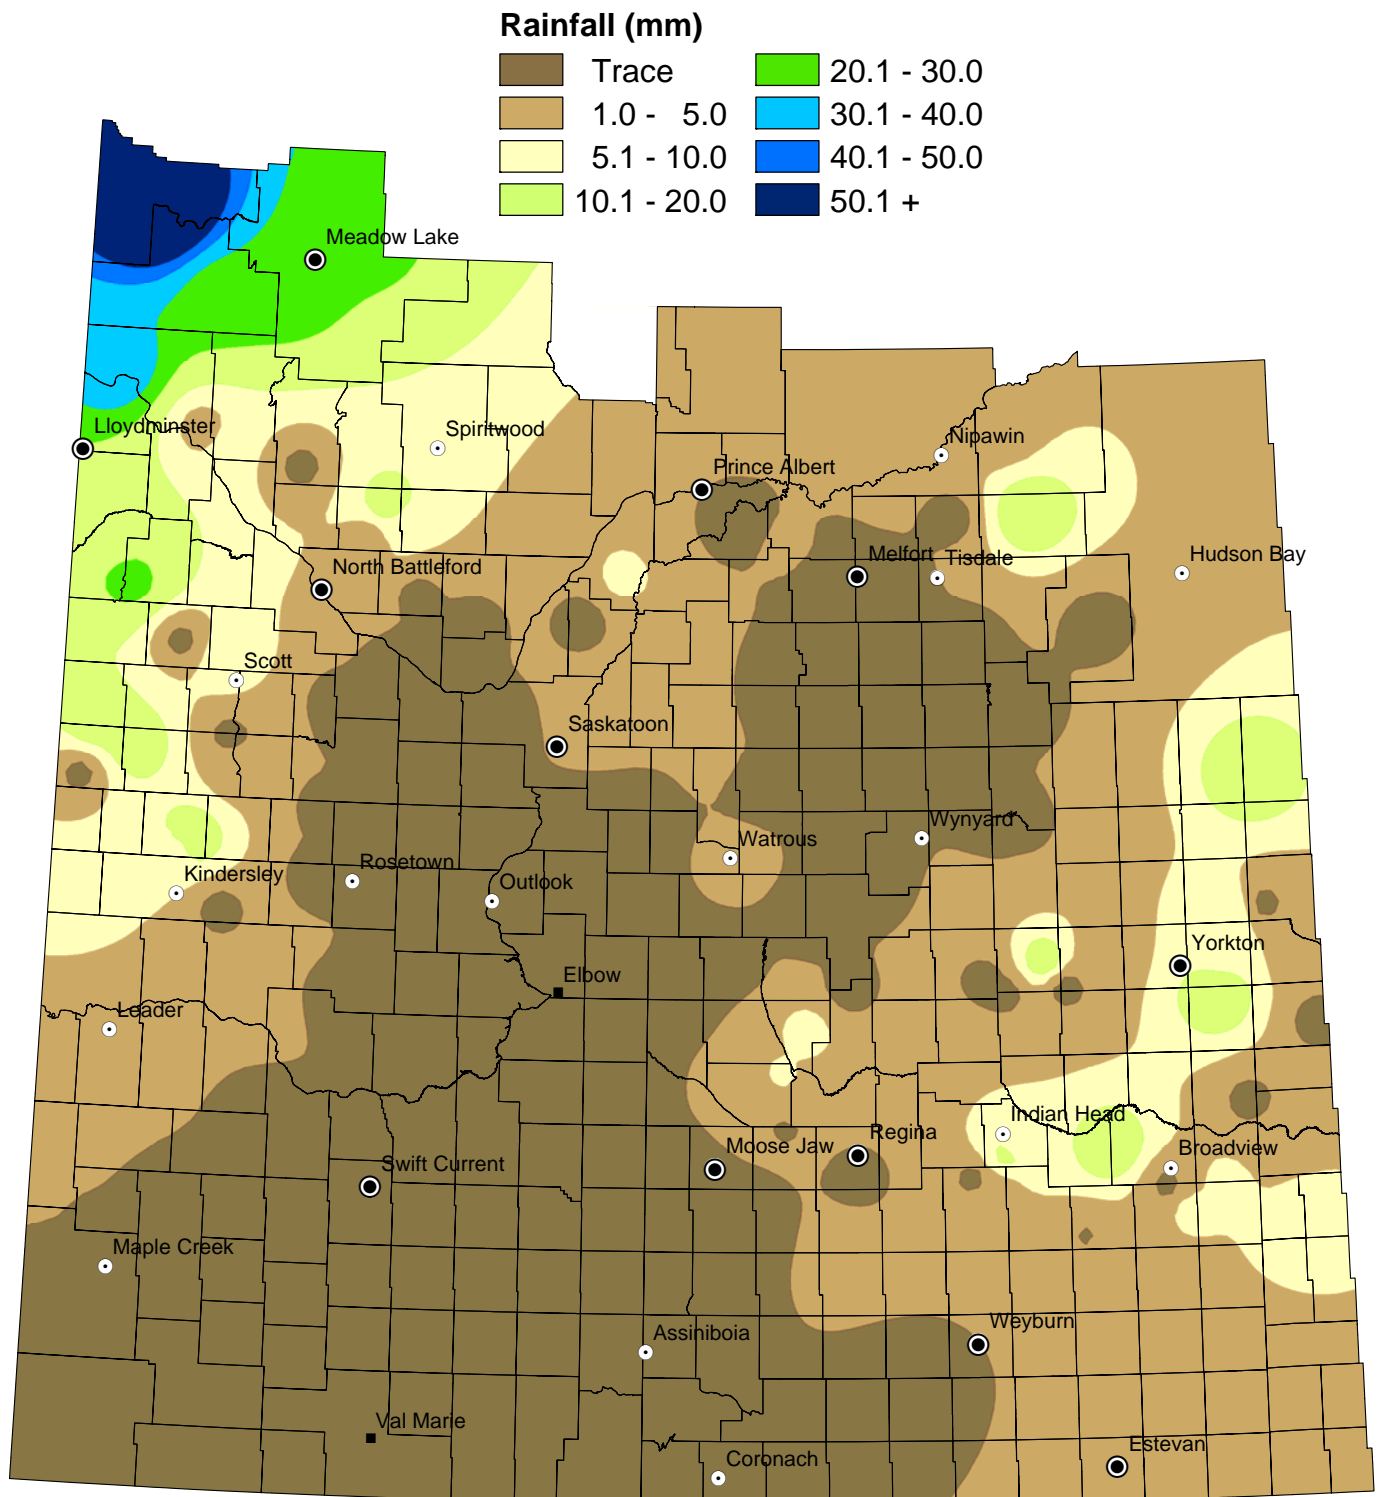 Rainfall (mm)
Trace
1.0 - 5.0
5.1 - 10.0
10.1 - 20.0
20.1 - 30.0
30.1 - 40.0
40.1 - 50.0
50.1 +
Meadow Lake
Lloydminster
Spiritwood
Nipawin
Prince Albert
North Battleford
Melfort
Tisdale
Hudson Bay
Scott
Saskatoon
Watrous
Wynyard
Kindersley
Rosetown
Outlook
Yorkton
Elbow
Leader
Indian Head
Regina
Moose Jaw
Broadview
Swift Current
Maple Creek
Weyburn
Assiniboia
Val Marie
Coronach
Estevan